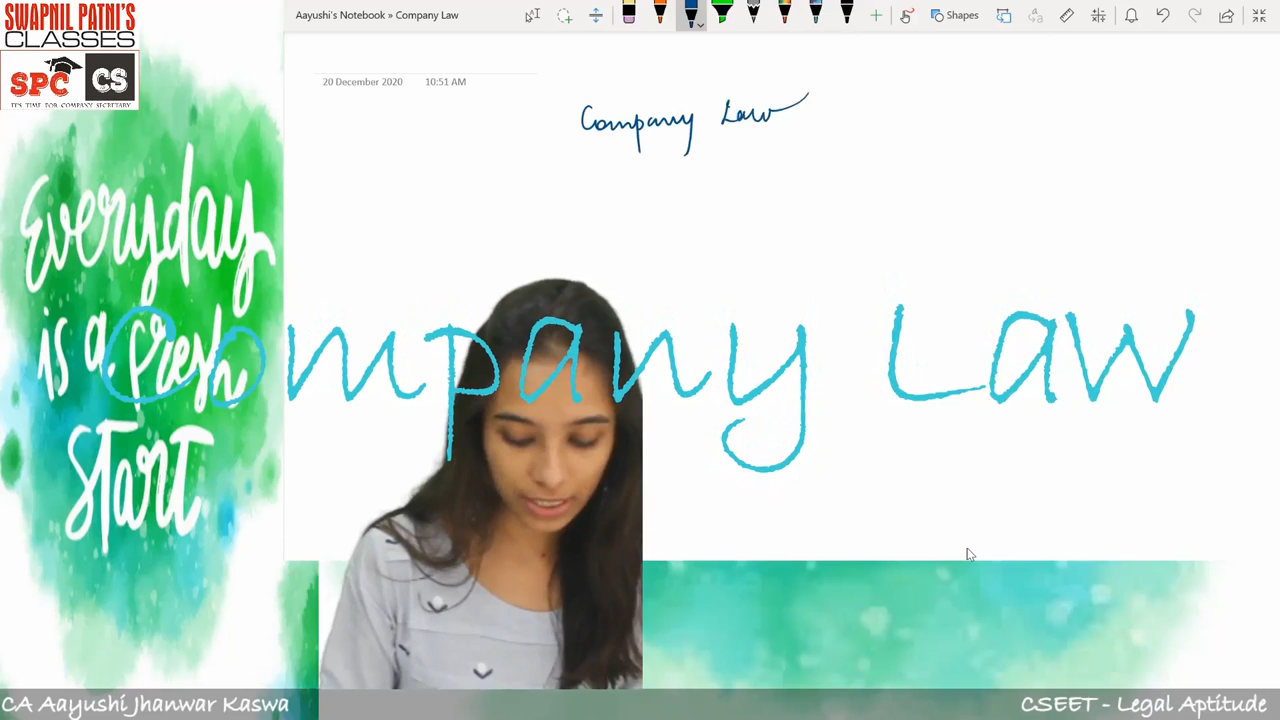 SWAPNIL PATNI'S
CLASSES
SPC CS
IT'S TIME FOR COMPANY SECRETARY
Aayushi's Notebook » Company Law
Shapes
20 December 2020 10:51 AM
Company Law
Everyday
is a fresh
start
Company Law
CA Aayushi Jhanwar Kaswa
CSEET - Legal Aptitude